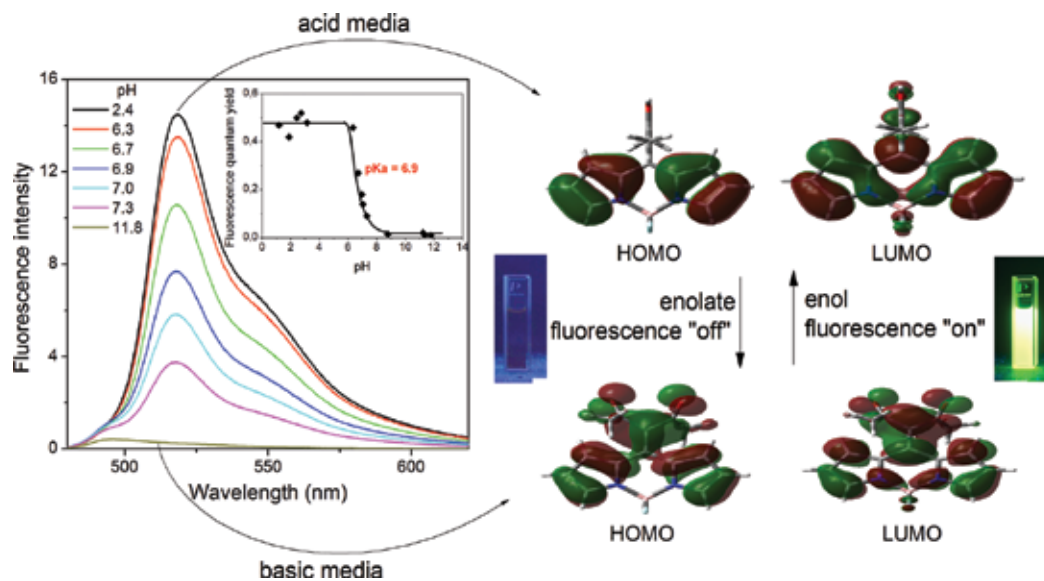 acid media
16
12
8
4
0
Fluorescence intensity
pH
2.4
6.3
6.7
6.9
7.0
7.3
11.8
Fluorescence quantum yield
0,4
0,2
0,0
pKa = 6.9
0 2 4 6 8 10 12 14
pH
500 550 600
Wavelength (nm)
basic media
HOMO
LUMO
enolate
fluorescence "off"
enol
fluorescence "on"
HOMO
LUMO